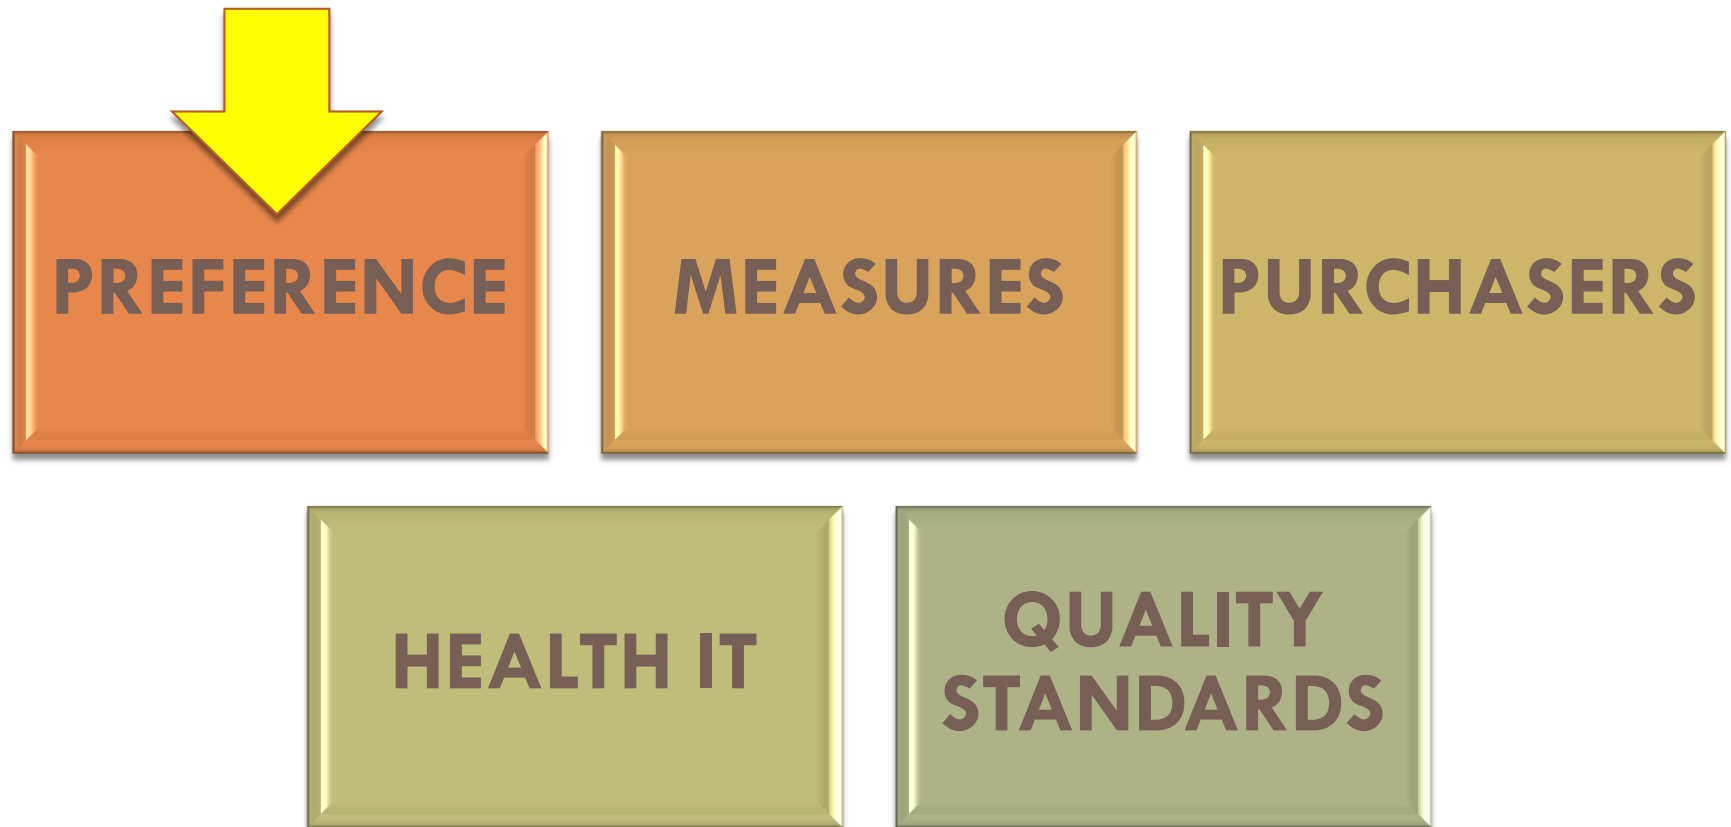 PREFERENCE
MEASURES
PURCHASERS
HEALTH IT
QUALITY
STANDARDS